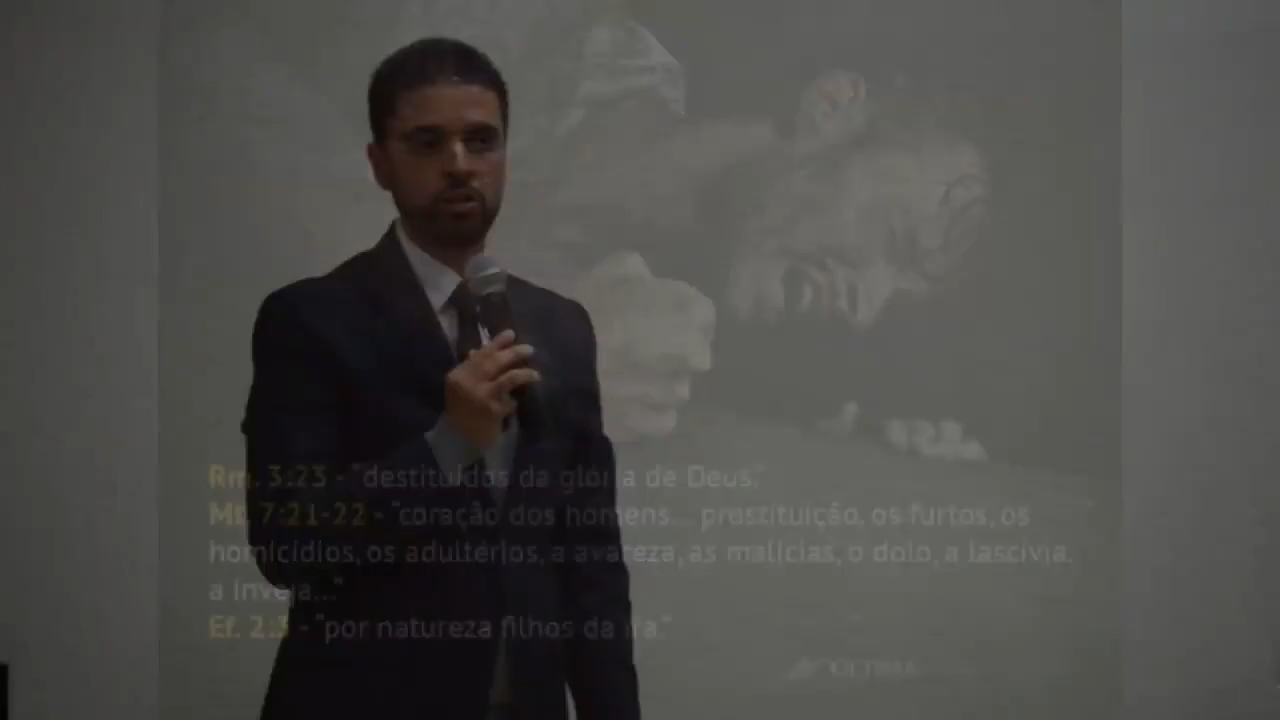 Rm. 3:23 - "destituídos da glória de Deus."
7:21-22 - "coração dos homens... prostituição, os furtos, os
homicídios, os adultérios, a avareza, as malícias, o dolo, a lascívia,
a inveja..."
Ef. 2:3 - "por natureza filhos da ira."